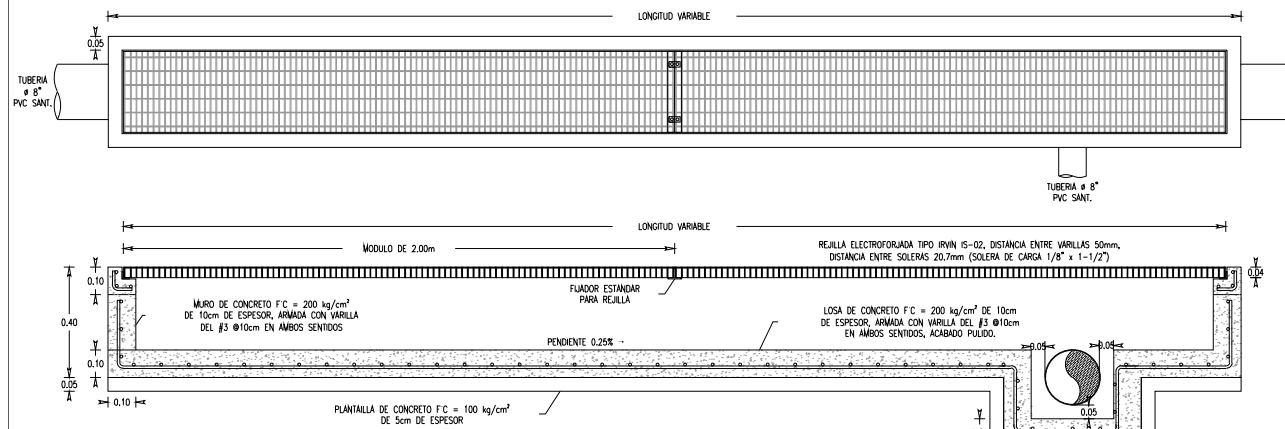 LONGITUD VARIABLE
0.05
TUBERIA
ø 8"
PVC SANT.
TUBERIA ø 8"
PVC SANT.
LONGITUD VARIABLE
MODULO DE 2.00m
REJILLA ELECTROFORJADA TIPO IRVIN IS-02, DISTANCIA ENTRE VARILLAS 50mm,
DISTANCIA ENTRE SOLERAS 20.7mm (SOLERA DE CARGA 1/8" x 1-1/2")
0.10
0.04
FIJADOR ESTANDAR
PARA REJILLA
MURO DE CONCRETO F'C = 200 kg/cm²
DE 10cm DE ESPESOR, ARMADA CON VARILLA
DEL #3 @10cm EN AMBOS SENTIDOS
LOSA DE CONCRETO F'C = 200 kg/cm² DE 10cm
DE ESPESOR, ARMADA CON VARILLA DEL #3 @10cm
EN AMBOS SENTIDOS, ACABADO PULIDO.
0.40
PENDIENTE 0.25% →
0.05
0.05
0.10
0.05
0.10
PLANTAILLA DE CONCRETO F'C = 100 kg/cm²
DE 5cm DE ESPESOR
0.05